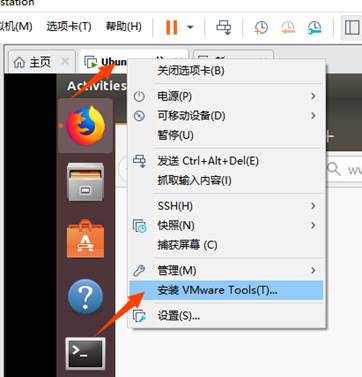 station
机(M) 选项卡(T) 帮助(H)
主页
Ubun
Activities
关闭选项卡(B)
电源(P)
可移动设备(D)
暂停(U)
发送 Ctrl+Alt+Del(E)
抓取输入内容(I)
SSH(H)
快照(N)
捕获屏幕 (C)
管理(M)
安装 VMware Tools(T)...
设置(S)...